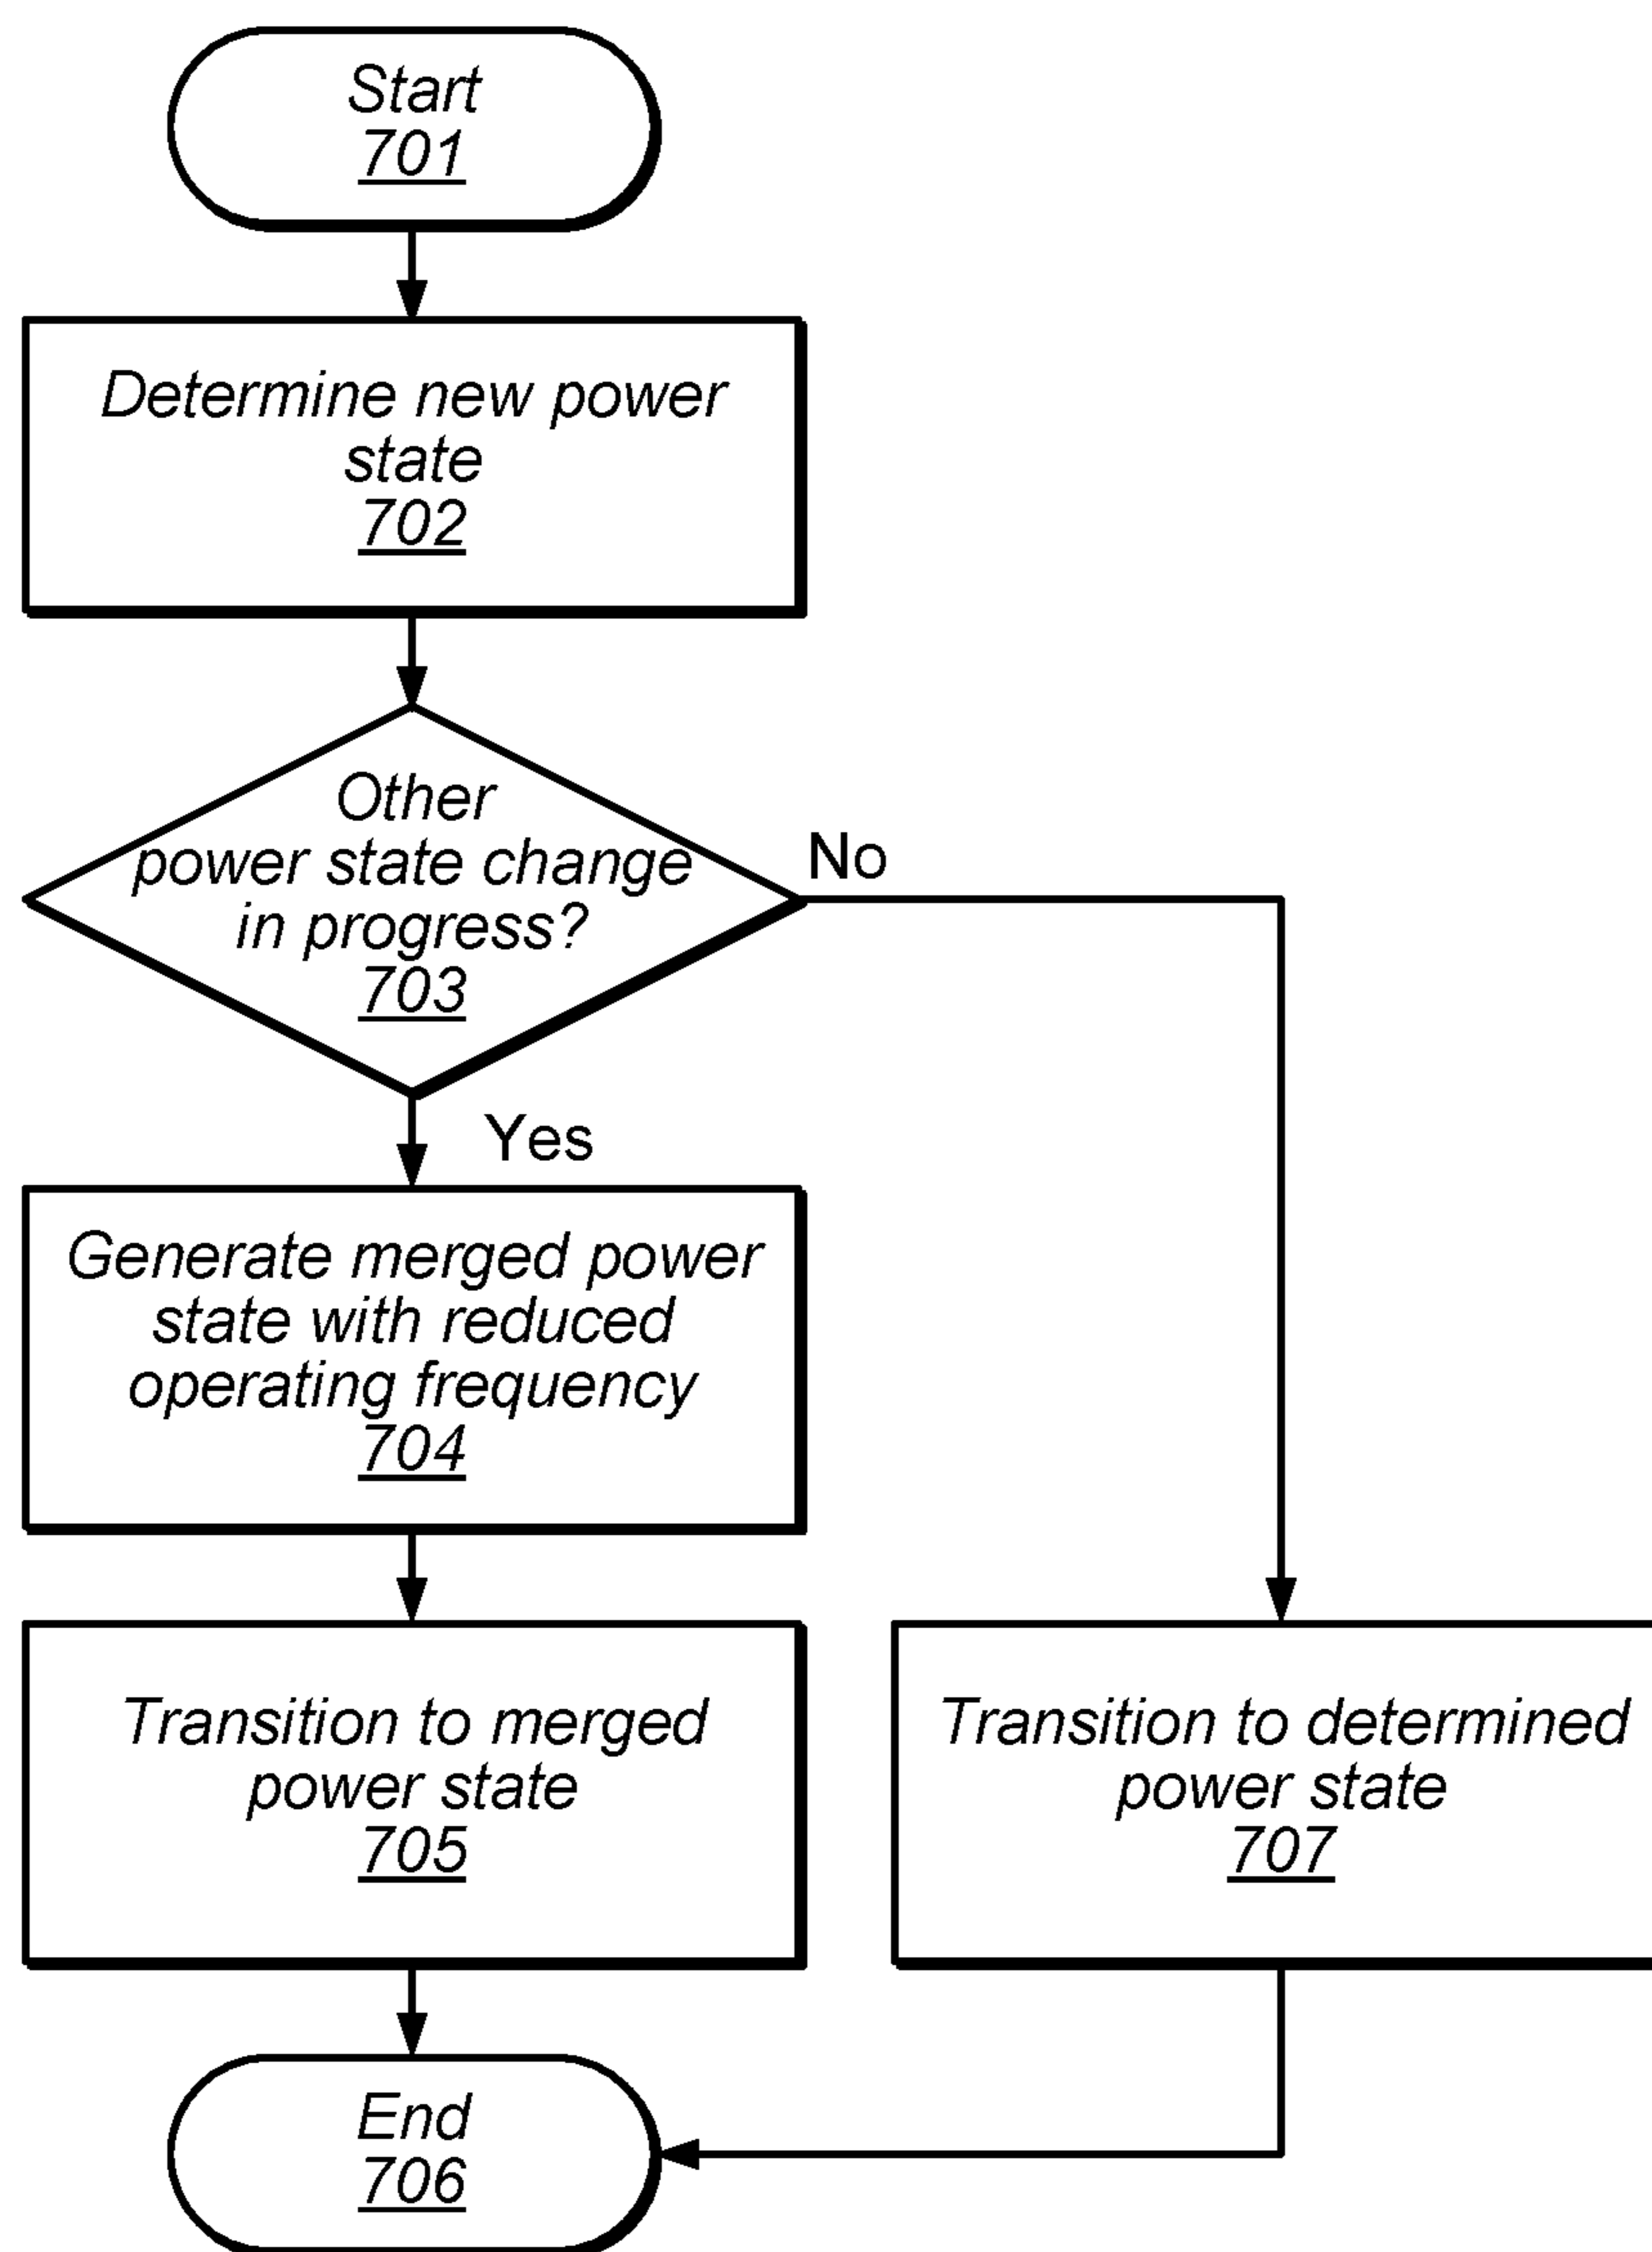 Start
701
Determine new power
state
702
Other
power state change
in progress?
703
No
Yes
Generate merged power
state with reduced
operating frequency
704
Transition to merged
power state
705
Transition to determined
power state
707
End
706